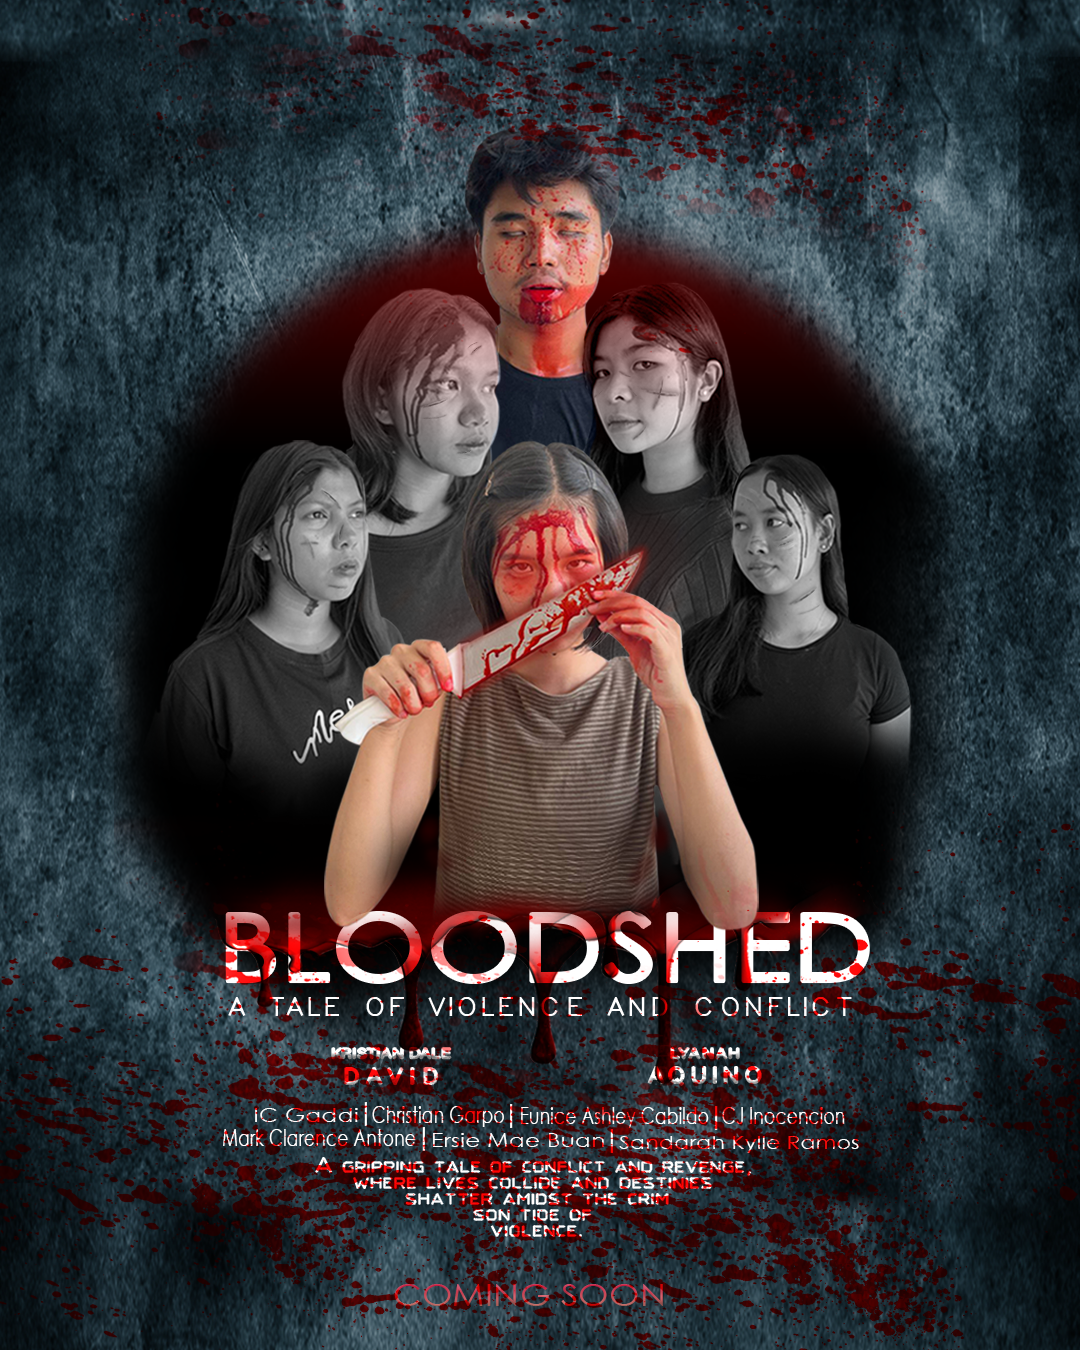 BLOODSHED
A TALE OF VIOLENCE AND CONFLICT
KRISTIAN DALE
DAVID
LYANAH
AQUINO
IC Gaddi | Christian Garpo | Eunice Ashley Cabildo | CJ Inocencion
Mark Clarence Antone | Ersie Mae Buan | Sandarah Kylle Ramos
A GRIPPING TALE OF CONFLICT AND REVENGE,
WHERE LIVES COLLIDE AND DESTINIES
SHATTER AMIDST THE CRIM
SON TIDE OF
VIOLENCE.
COMING SOON